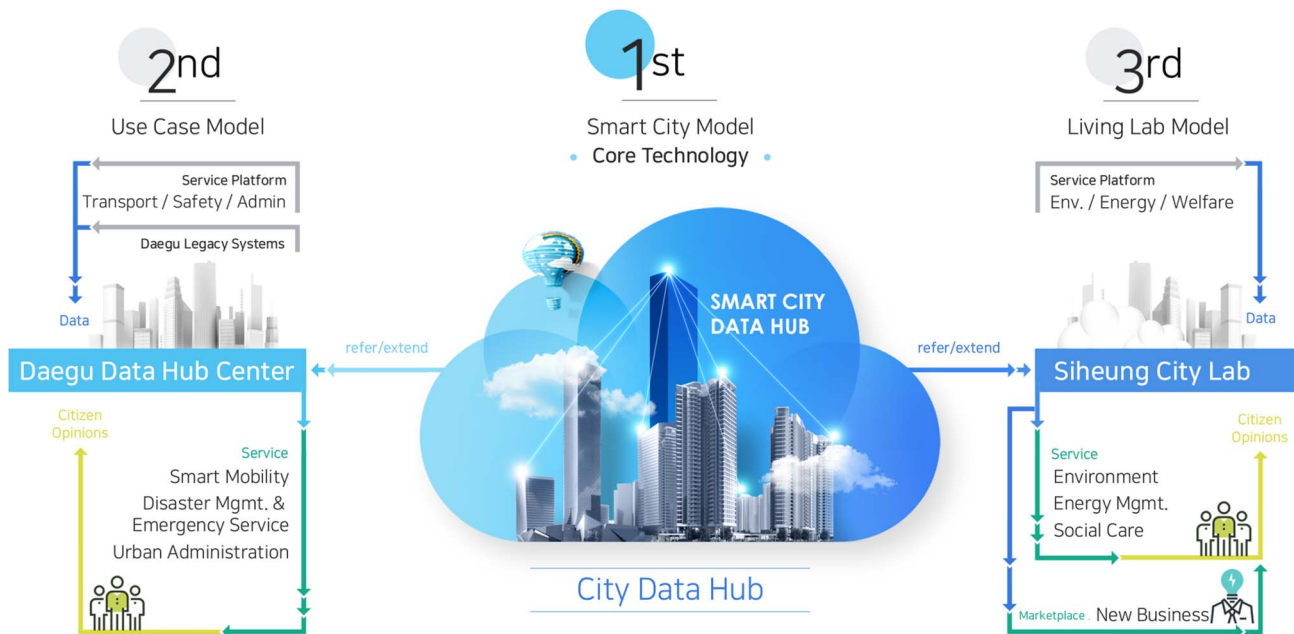 2nd
Use Case Model
Service Platform
Transport / Safety / Admin
Daegu Legacy Systems
Data
Daegu Data Hub Center
Citizen
Opinions
Service
Smart Mobility
Disaster Mgmt. &
Emergency Service
Urban Administration
1st
Smart City Model
• Core Technology •
SMART CITY
DATA HUB
refer/extend
refer/extend
City Data Hub
3rd
Living Lab Model
Service Platform
Env. / Energy / Welfare
Data
Siheung City Lab
Citizen
Opinions
Service
Environment
Energy Mgmt.
Social Care
Marketplace . New Business